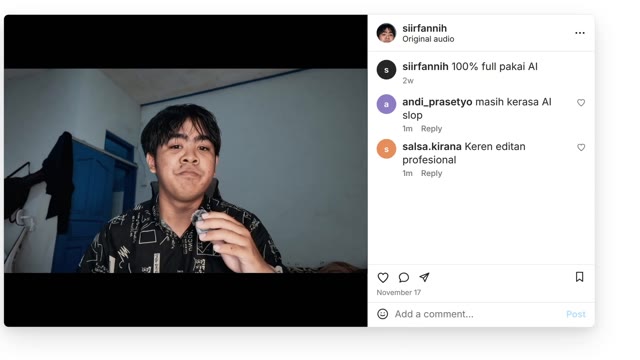 siirfannih
Original audio
siirfannih 100% full pakai AI
2w
andi_prasetyo masih kerasa AI
slop
1m Reply
salsa.kirana Keren editan
profesional
1m Reply
November 17
Add a comment...
Post